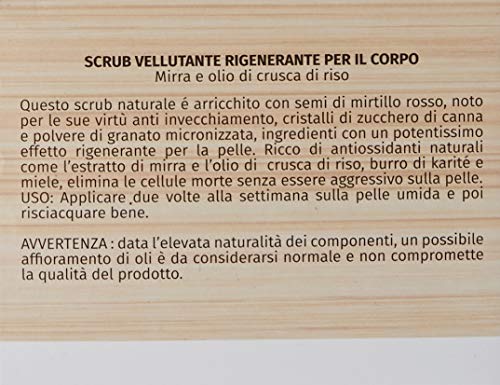 SCRUB VELLUTANTE RIGENERANTE PER IL CORPO
Mirra e olio di crusca di riso
Questo scrub naturale é arricchito con semi di mirtillo rosso, noto
per le sue virtù anti invecchiamento, cristalli di zucchero di canna
e polvere di granato micronizzata, ingredienti con un potentissimo
effetto rigenerante per la pelle. Ricco di antiossidanti naturali
come l'estratto di mirra e l'olio di crusca di riso, burro di karité e
miele, elimina le cellule morte senza essere aggressivo sulla pelle.
USO: Applicare ,due volte alla settimana sulla pelle umida e poi
risciacquare bene.
AVVERTENZA : data l'elevata naturalità dei componenti, un possibile
affioramento di oli è da considerarsi normale e non compromette
la qualità del prodotto.